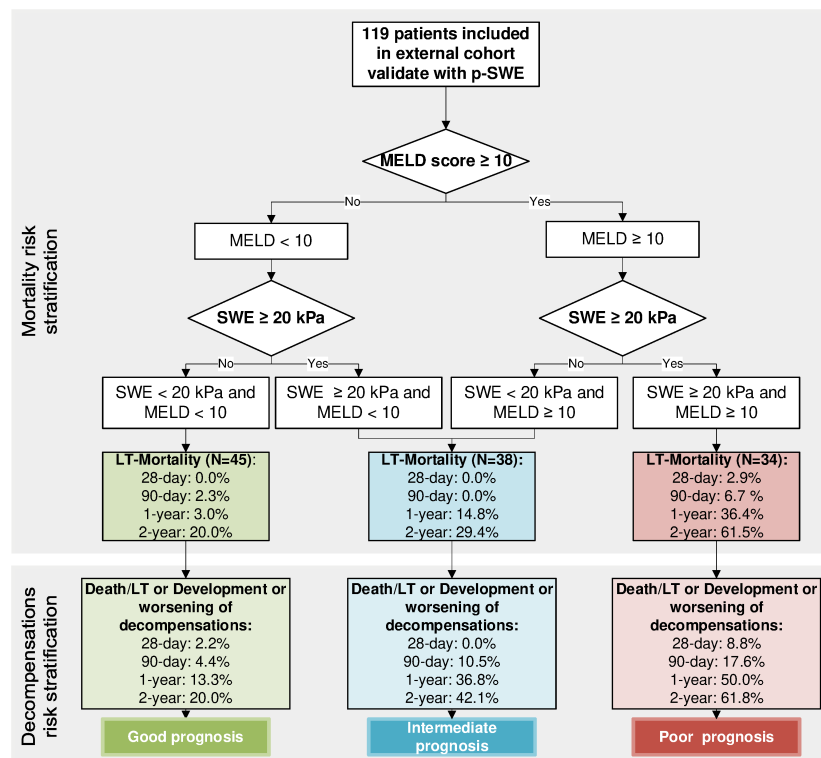 119 patients included
in external cohort
validate with p-SWE
MELD score ≥ 10
No
Yes
MELD < 10
MELD ≥ 10
SWE ≥ 20 kPa
SWE ≥ 20 kPa
No
Yes
No
Yes
SWE < 20 kPa and
MELD < 10
SWE ≥ 20 kPa and
MELD < 10
SWE < 20 kPa and
MELD ≥ 10
SWE ≥ 20 kPa and
MELD ≥ 10
Mortality risk
stratification
LT-Mortality (N=45):
28-day: 0.0%
90-day: 2.3%
1-year: 3.0%
2-year: 20.0%
LT-Mortality (N=38):
28-day: 0.0%
90-day: 0.0%
1-year: 14.8%
2-year: 29.4%
LT-Mortality (N=34):
28-day: 2.9%
90-day: 6.7 %
1-year: 36.4%
2-year: 61.5%
Decompensations
risk stratification
Death/LT or Development or
worsening of
decompensations:
28-day: 2.2%
90-day: 4.4%
1-year: 13.3%
2-year: 20.0%
Death/LT or Development or
worsening of
decompensations:
28-day: 0.0%
90-day: 10.5%
1-year: 36.8%
2-year: 42.1%
Death/LT or Development or
worsening of
decompensations:
28-day: 8.8%
90-day: 17.6%
1-year: 50.0%
2-year: 61.8%
Good prognosis
Intermediate
prognosis
Poor prognosis